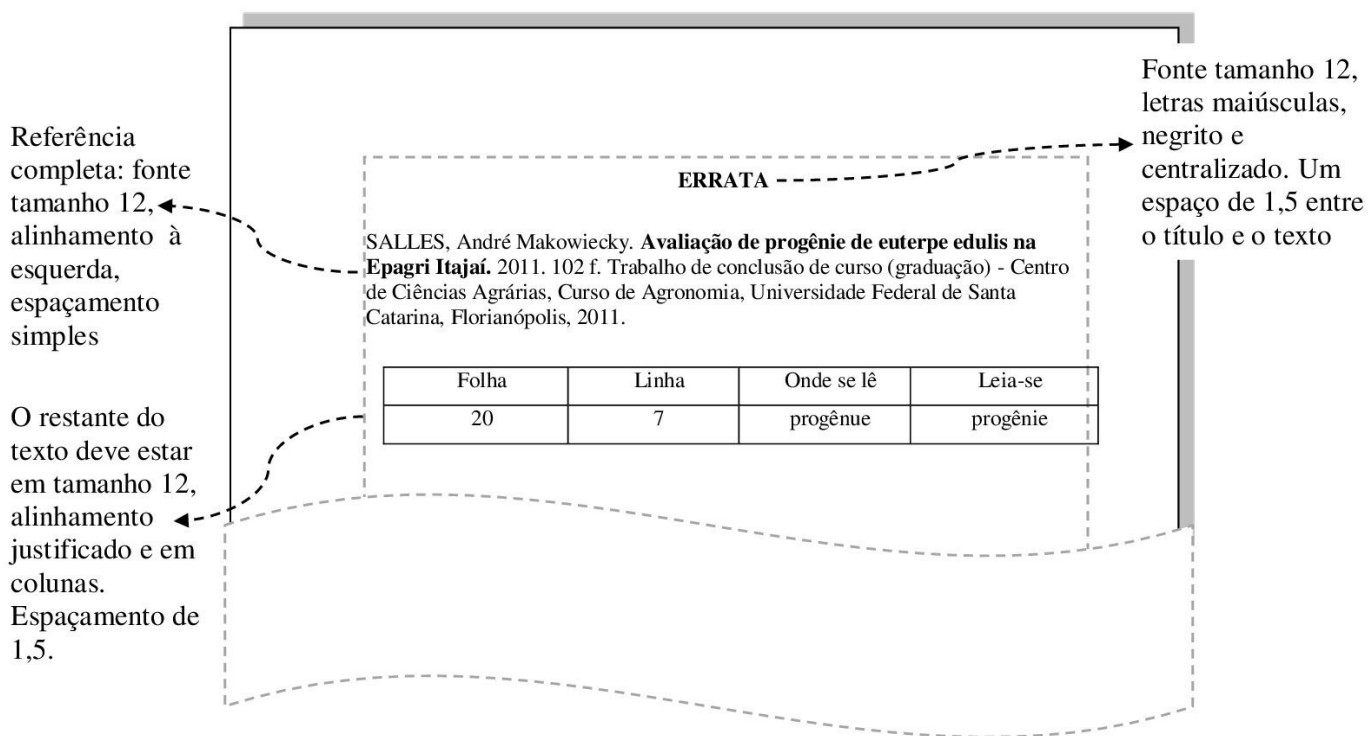 Fonte tamanho 12,
letras maiúsculas,
negrito e
centralizado. Um
espaço de 1,5 entre
o título e o texto
Referência
completa: fonte
tamanho 12,
alinhamento à
esquerda,
espaçamento
simples
ERRATA
SALLES, André Makowiecky. Avaliação de progênie de euterpe edulis na
Epagri Itajaí. 2011. 102 f. Trabalho de conclusão de curso (graduação) - Centro
de Ciências Agrárias, Curso de Agronomia, Universidade Federal de Santa
Catarina, Florianópolis, 2011.
Folha Linha Onde se lê Leia-se
20 7 progênue progênie
O restante do
texto deve estar
em tamanho 12,
alinhamento
justificado e em
colunas.
Espaçamento de
1,5.